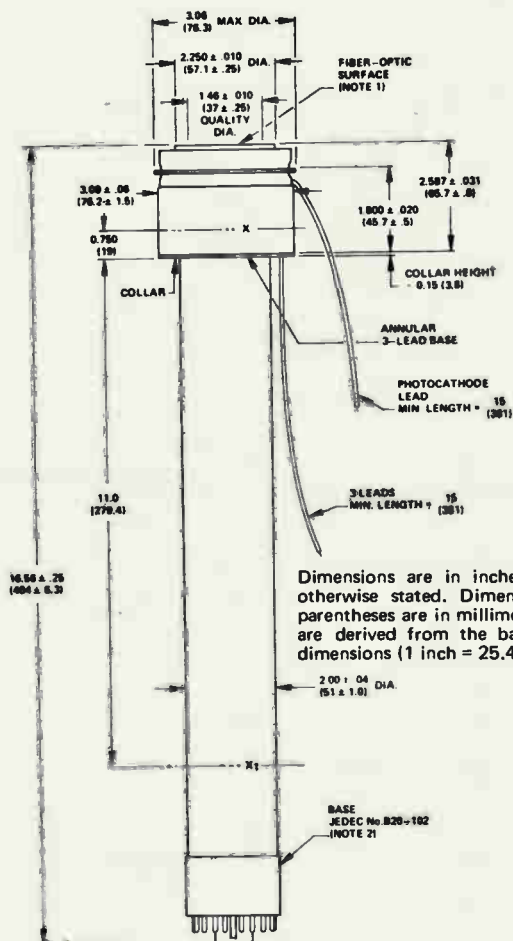 3.06 MAX DIA.
(76.3)
2.250 ± .010 DIA.
(57.1 ± .25)
FIBER-OPTIC
SURFACE
(NOTE 1)
1.46 ± .010
(37 ± .25)
QUALITY
DIA.
3.00 ± .06
(76.2 ± 1.5)
2.587 ± .031
(65.7 ± .8)
1.800 ± .020
(45.7 ± .5)
X
0.750
(19)
COLLAR
COLLAR HEIGHT
0.15 (3.8)
ANNULAR
3-LEAD BASE
PHOTOCATHODE
LEAD
MIN. LENGTH = 15
(381)
11.0
(279.4)
3-LEADS
MIN. LENGTH = 15
(381)
16.56 ± .25
Dimensions are in inche
otherwise stated. Dimen
parentheses are in millime
are derived from the ba
dimensions (1 inch = 25.4
2.00 ± .04 DIA.
(51 ± 1.0)
X1
BASE
JEDEC No.B20-102
(NOTE 2)